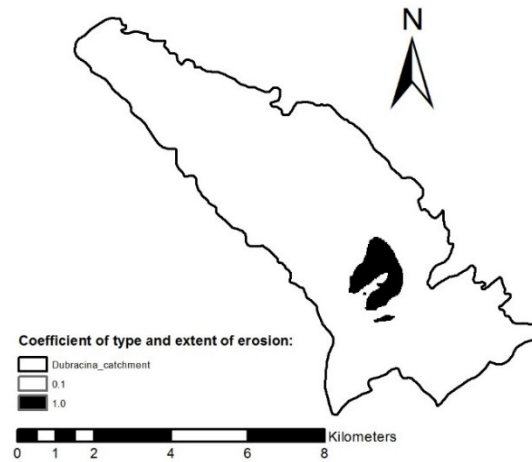 N
Coefficient of type and extent of erosion:
Dubracina_catchment
0.1
1.0
Kilometers
0 1 2 4 6 8